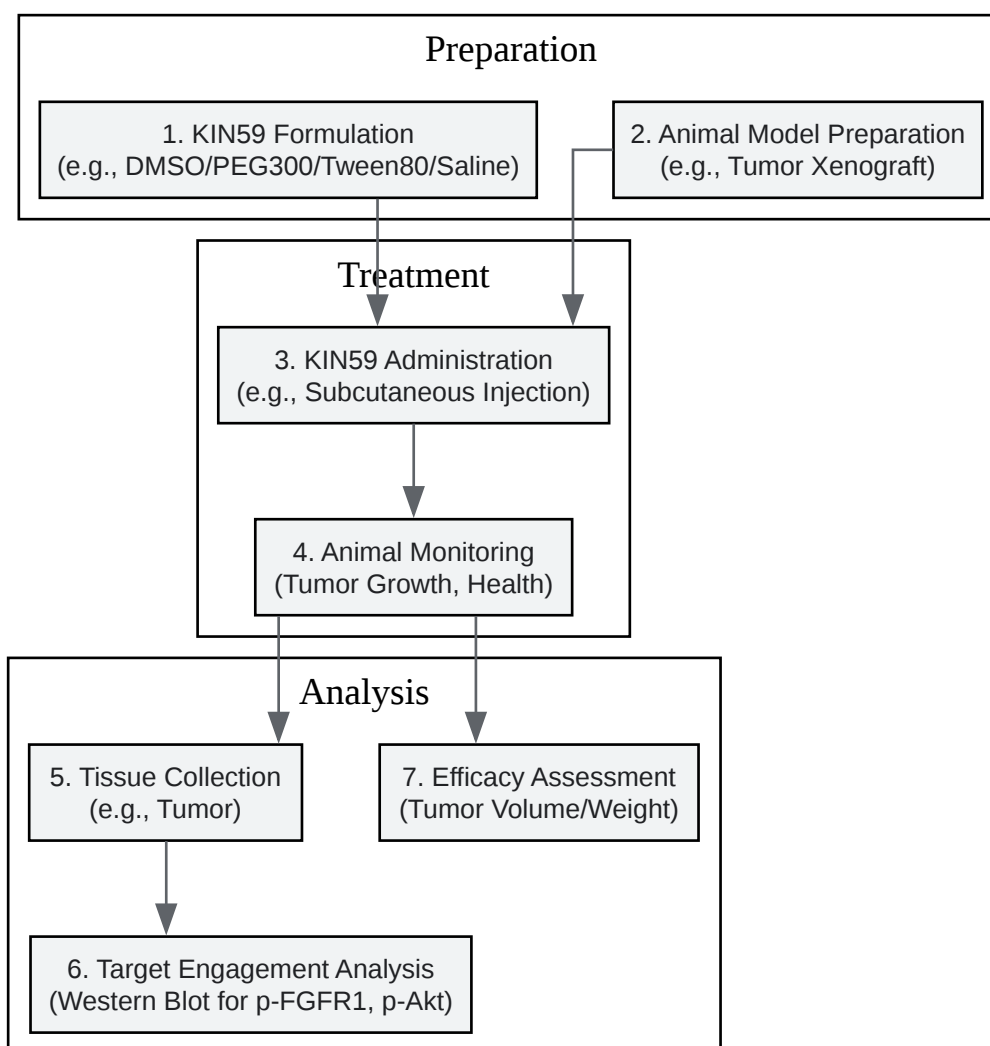 Preparation
1. KIN59 Formulation
(e.g., DMSO/PEG300/Tween80/Saline)
2. Animal Model Preparation
(e.g., Tumor Xenograft)
Treatment
3. KIN59 Administration
(e.g., Subcutaneous Injection)
4. Animal Monitoring
(Tumor Growth, Health)
Analysis
5. Tissue Collection
(e.g., Tumor)
7. Efficacy Assessment
(Tumor Volume/Weight)
6. Target Engagement Analysis
(Western Blot for p-FGFR1, p-Akt)